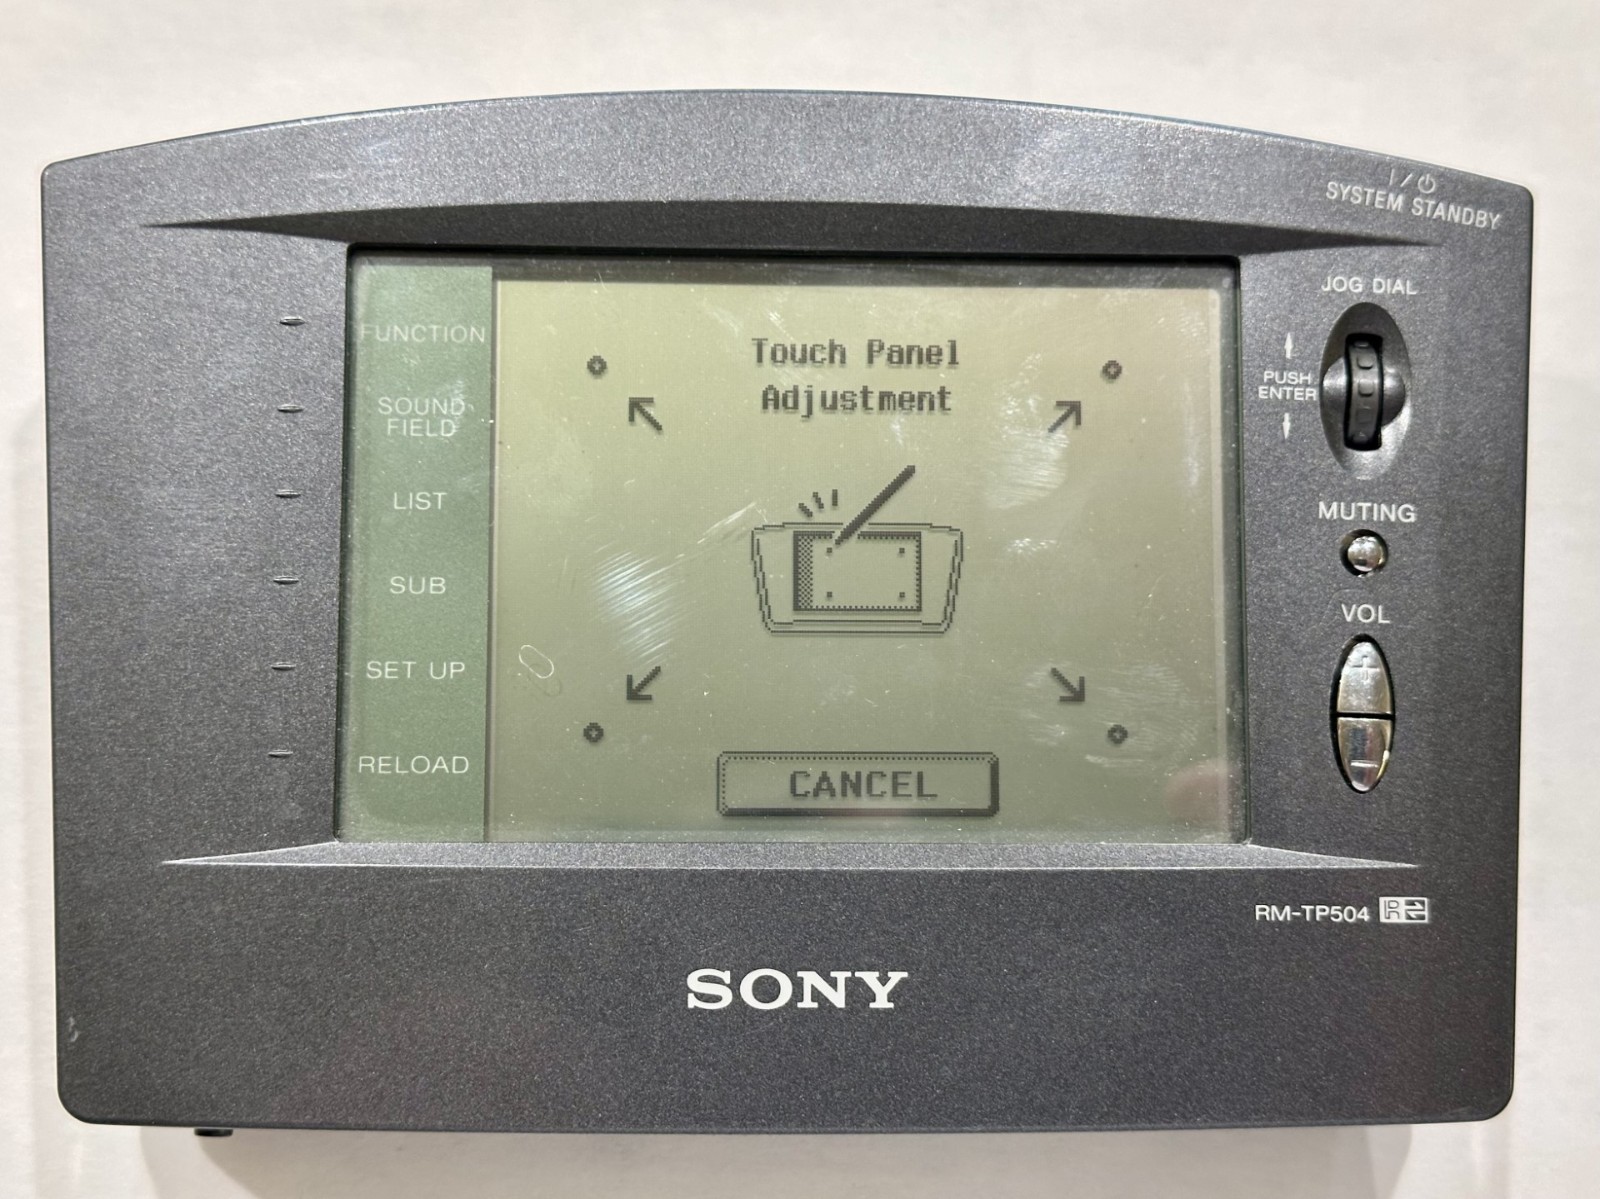 I / ⏻
SYSTEM STANDBY
JOG DIAL
PUSH
ENTER
MUTING
VOL
+
–
FUNCTION
SOUND
FIELD
LIST
SUB
SET UP
RELOAD
Touch Panel
Adjustment
CANCEL
RM-TP504
SONY